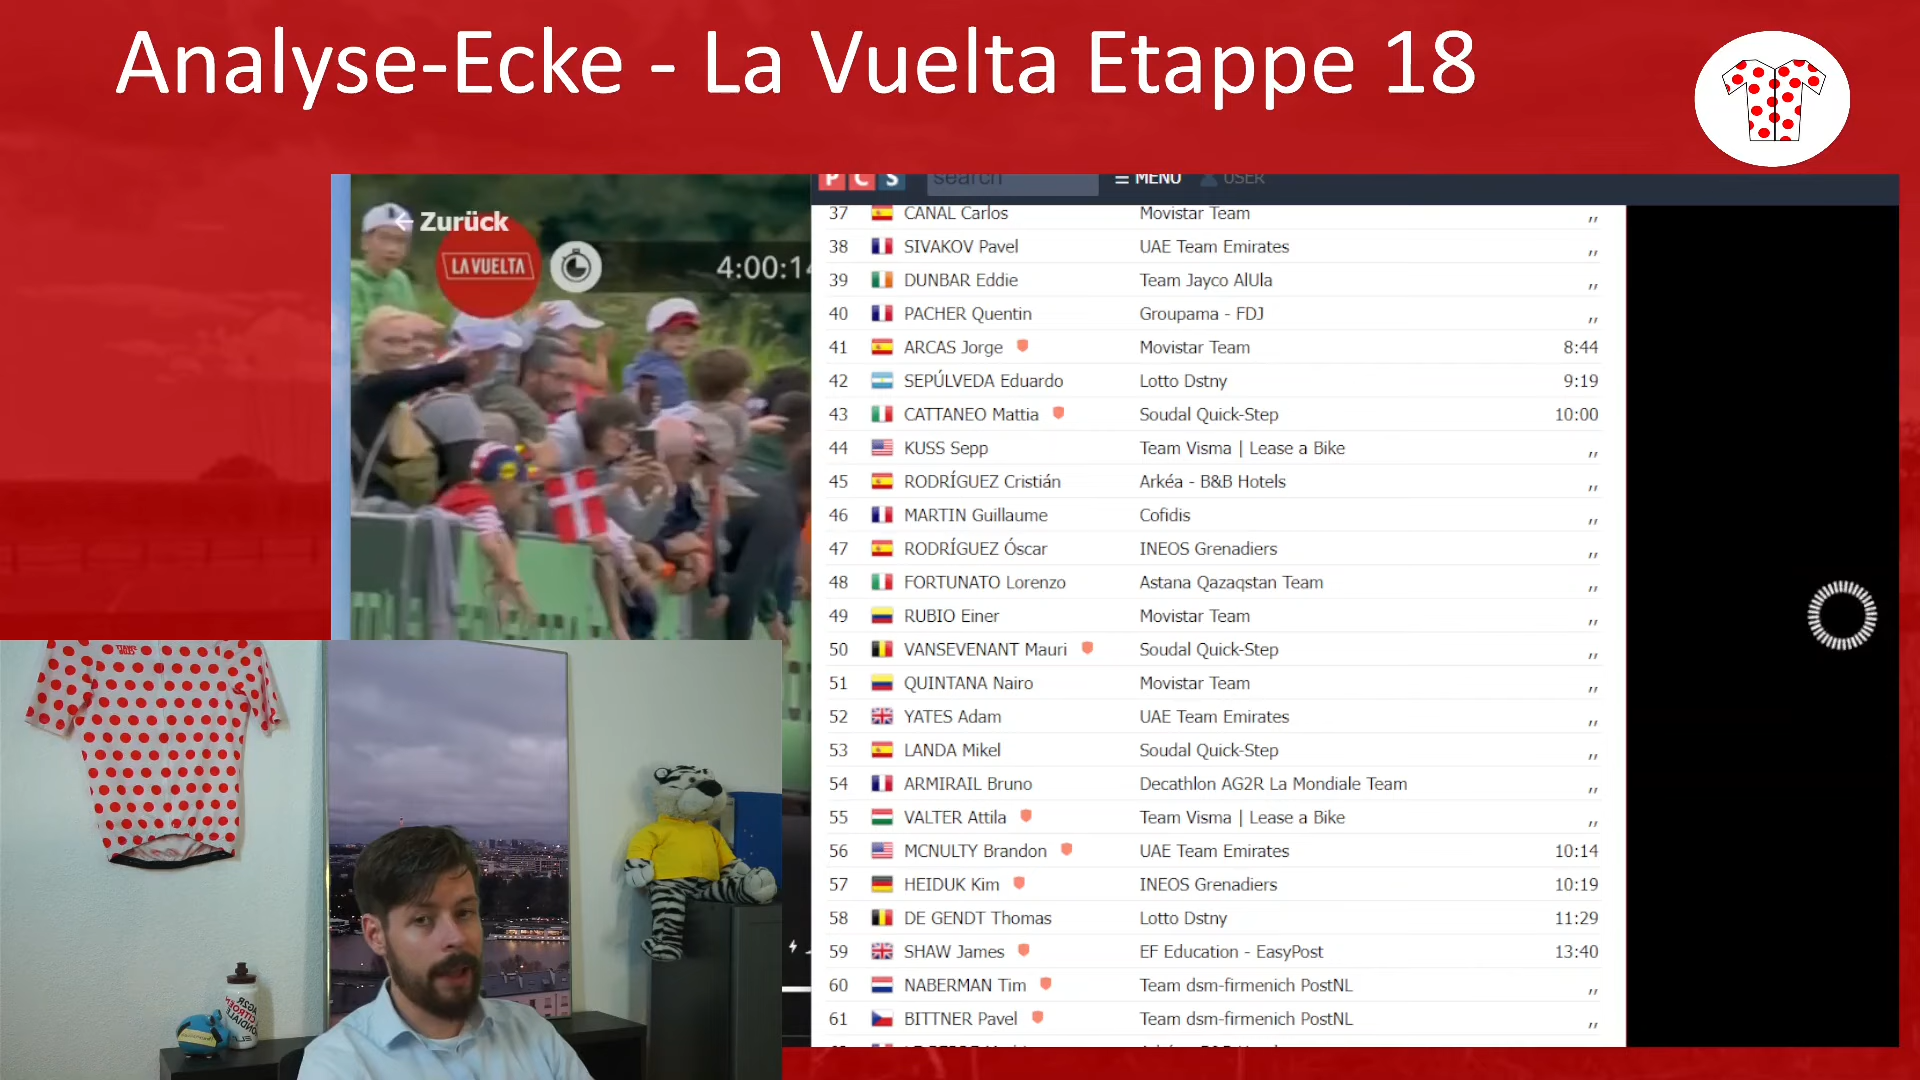 Analyse-Ecke - La Vuelta Etappe 18
← Zurück
LA VUELTA
4:00:14
P C S search ☰ MENU USER
37 CANAL Carlos Movistar Team ,,
38 SIVAKOV Pavel UAE Team Emirates ,,
39 DUNBAR Eddie Team Jayco AlUla ,,
40 PACHER Quentin Groupama - FDJ ,,
41 ARCAS Jorge Movistar Team 8:44
42 SEPÚLVEDA Eduardo Lotto Dstny 9:19
43 CATTANEO Mattia Soudal Quick-Step 10:00
44 KUSS Sepp Team Visma | Lease a Bike ,,
45 RODRÍGUEZ Cristián Arkéa - B&B Hotels ,,
46 MARTIN Guillaume Cofidis ,,
47 RODRÍGUEZ Óscar INEOS Grenadiers ,,
48 FORTUNATO Lorenzo Astana Qazaqstan Team ,,
49 RUBIO Einer Movistar Team ,,
50 VANSEVENANT Mauri Soudal Quick-Step ,,
51 QUINTANA Nairo Movistar Team ,,
52 YATES Adam UAE Team Emirates ,,
53 LANDA Mikel Soudal Quick-Step ,,
54 ARMIRAIL Bruno Decathlon AG2R La Mondiale Team ,,
55 VALTER Attila Team Visma | Lease a Bike ,,
56 MCNULTY Brandon UAE Team Emirates 10:14
57 HEIDUK Kim INEOS Grenadiers 10:19
58 DE GENDT Thomas Lotto Dstny 11:29
59 SHAW James EF Education - EasyPost 13:40
60 NABERMAN Tim Team dsm-firmenich PostNL ,,
61 BITTNER Pavel Team dsm-firmenich PostNL ,,
AG2R
CITROËN